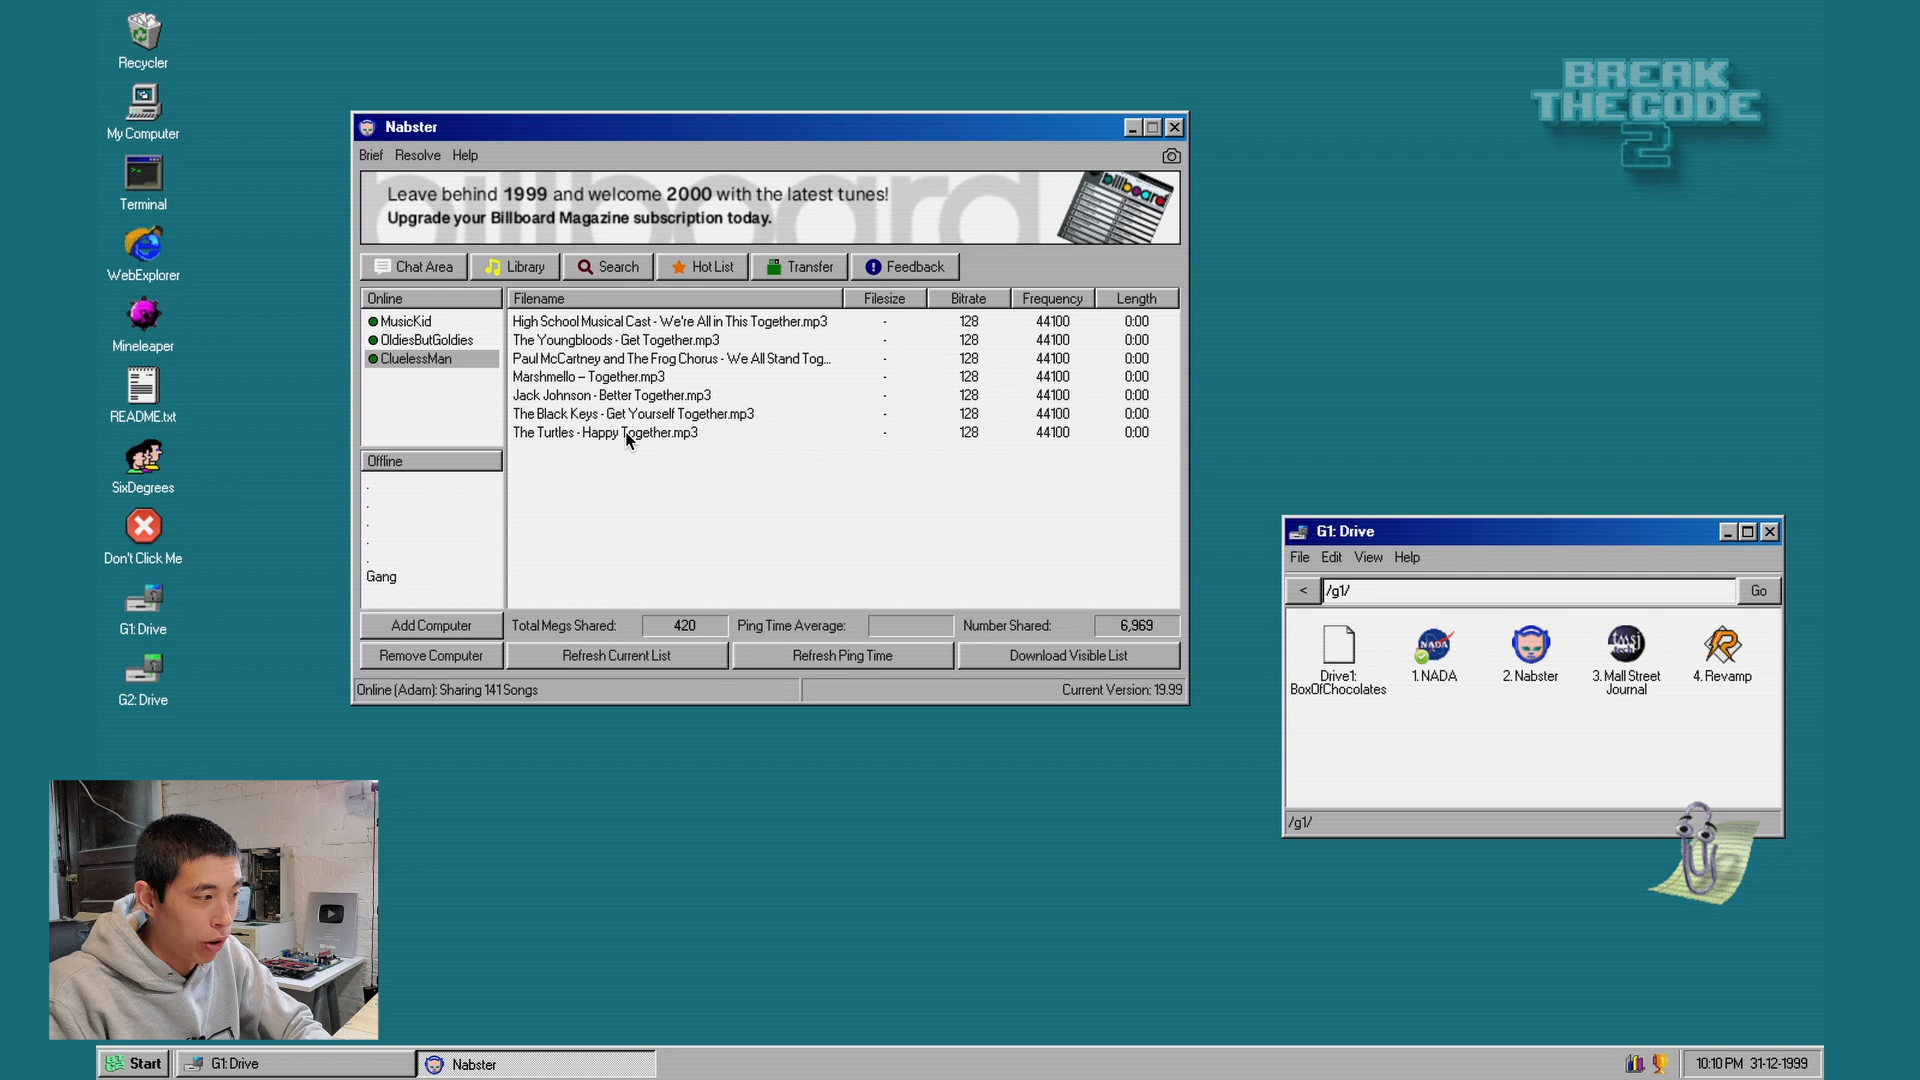 Recycler
My Computer
Terminal
WebExplorer
Mineleaper
README.txt
SixDegrees
Don't Click Me
G1: Drive
G2: Drive
BREAK
THE CODE
2
Nabster
Brief Resolve Help
billboard
Leave behind 1999 and welcome 2000 with the latest tunes!
Upgrade your Billboard Magazine subscription today.
billboard
Chat Area Library Search Hot List Transfer Feedback
Online Filename Filesize Bitrate Frequency Length
MusicKid High School Musical Cast - We're All in This Together.mp3 - 128 44100 0:00
OldiesButGoldies The Youngbloods - Get Together.mp3 - 128 44100 0:00
CluelessMan Paul McCartney and The Frog Chorus - We All Stand Tog... - 128 44100 0:00
Marshmello – Together.mp3 - 128 44100 0:00
Jack Johnson - Better Together.mp3 - 128 44100 0:00
The Black Keys - Get Yourself Together.mp3 - 128 44100 0:00
The Turtles - Happy Together.mp3 - 128 44100 0:00
Offline
.
.
.
.
.
Gang
Add Computer Total Megs Shared: 420 Ping Time Average: Number Shared: 6,969
Remove Computer Refresh Current List Refresh Ping Time Download Visible List
Online (Adam): Sharing 141 Songs Current Version: 19.99
G1: Drive
File Edit View Help
< /g1/ Go
NADA
tmsj
tech
Drive1:
BoxOfChocolates
1. NADA
2. Nabster
3. Mall Street
Journal
4. Revamp
/g1/
Start G1: Drive Nabster 10:10 PM 31-12-1999